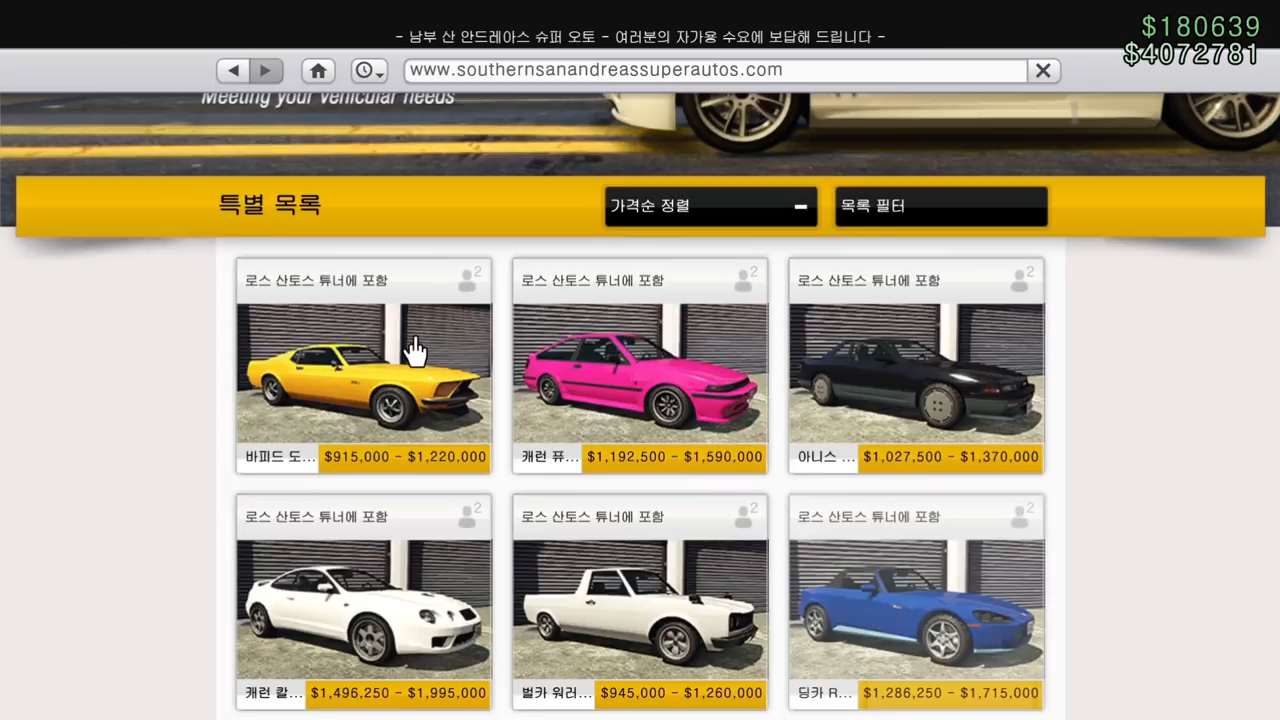 $180639
– 남부 산 안드레아스 슈퍼 오토 – 여러분의 자가용 수요에 보답해 드립니다 –
$4072781
www.southernsanandreassuperautos.com
Meeting your vehicular needs
특별 목록
가격순 정렬
목록 필터
로스 산토스 튜너에 포함 2
로스 산토스 튜너에 포함 2
로스 산토스 튜너에 포함 2
바피드 도... $915,000 – $1,220,000
캐런 퓨... $1,192,500 – $1,590,000
아니스 ... $1,027,500 – $1,370,000
로스 산토스 튜너에 포함 2
로스 산토스 튜너에 포함 2
로스 산토스 튜너에 포함 2
캐런 칼... $1,496,250 – $1,995,000
벌카 워러... $945,000 – $1,260,000
딩카 R... $1,286,250 – $1,715,000